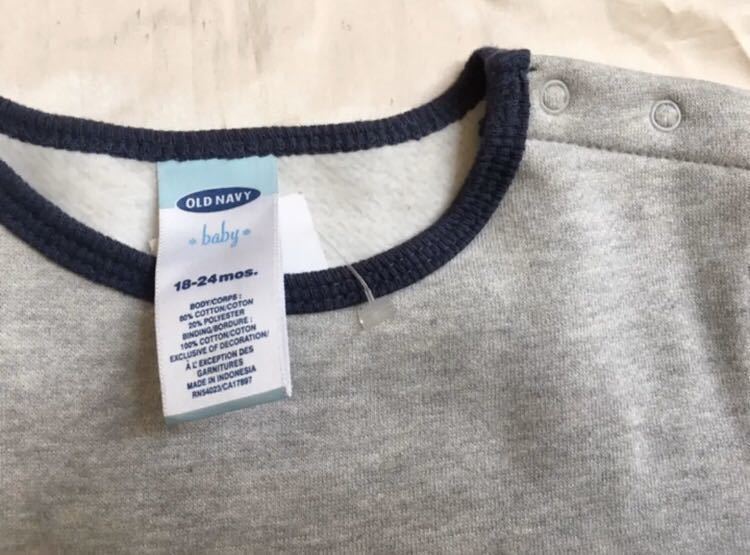 OLD NAVY
baby
18-24 mos.
BODY/CORPS :
80% COTTON/COTON
20% POLYESTER
BINDING/BORDURE :
100% COTTON/COTON
EXCLUSIVE OF DECORATION/
À L'EXCEPTION DES
GARNITURES
MADE IN INDONESIA
RN54023/CA17897